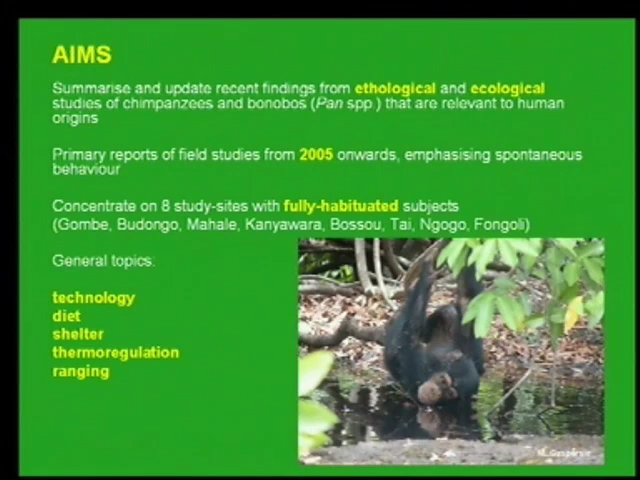 AIMS
Summarise and update recent findings from ethological and ecological
studies of chimpanzees and bonobos (Pan spp.) that are relevant to human
origins
Primary reports of field studies from 2005 onwards, emphasising spontaneous
behaviour
Concentrate on 8 study-sites with fully-habituated subjects
(Gombe, Budongo, Mahale, Kanyawara, Bossou, Tai, Ngogo, Fongoli)
General topics:
technology
diet
shelter
thermoregulation
ranging